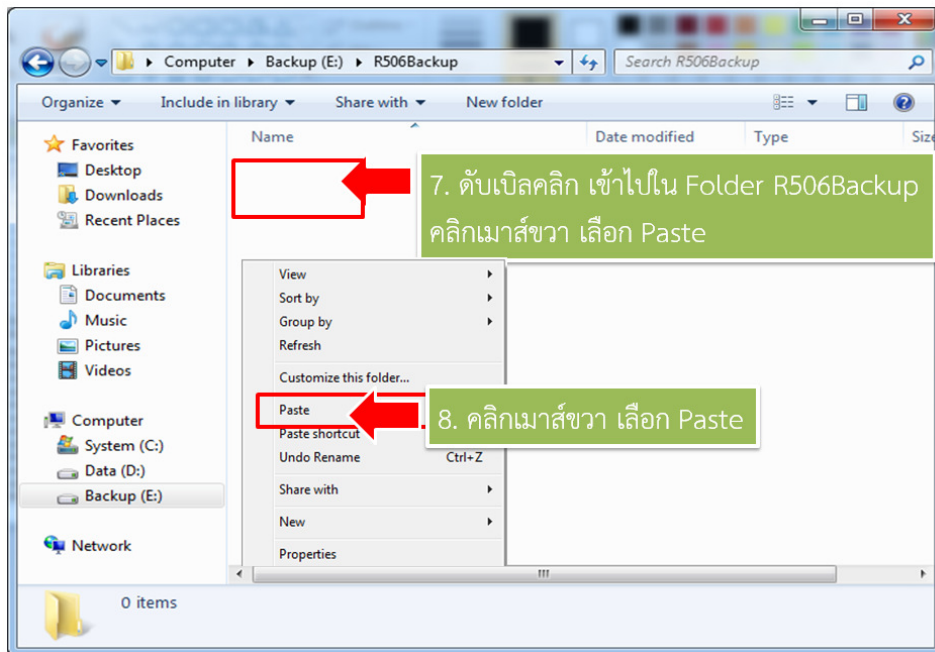 Computer ▸ Backup (E:) ▸ R506Backup
Search R506Backup
Organize ▾ Include in library ▾ Share with ▾ New folder
Name Date modified Type Size
Favorites
Desktop
Downloads
Recent Places
Libraries
Documents
Music
Pictures
Videos
Computer
System (C:)
Data (D:)
Backup (E:)
Network
7. ดับเบิลคลิก เข้าไปใน Folder R506Backup
คลิกเมาส์ขวา เลือก Paste
View
Sort by
Group by
Refresh
Customize this folder...
Paste
Paste shortcut
Undo Rename Ctrl+Z
Share with
New
Properties
8. คลิกเมาส์ขวา เลือก Paste
0 items